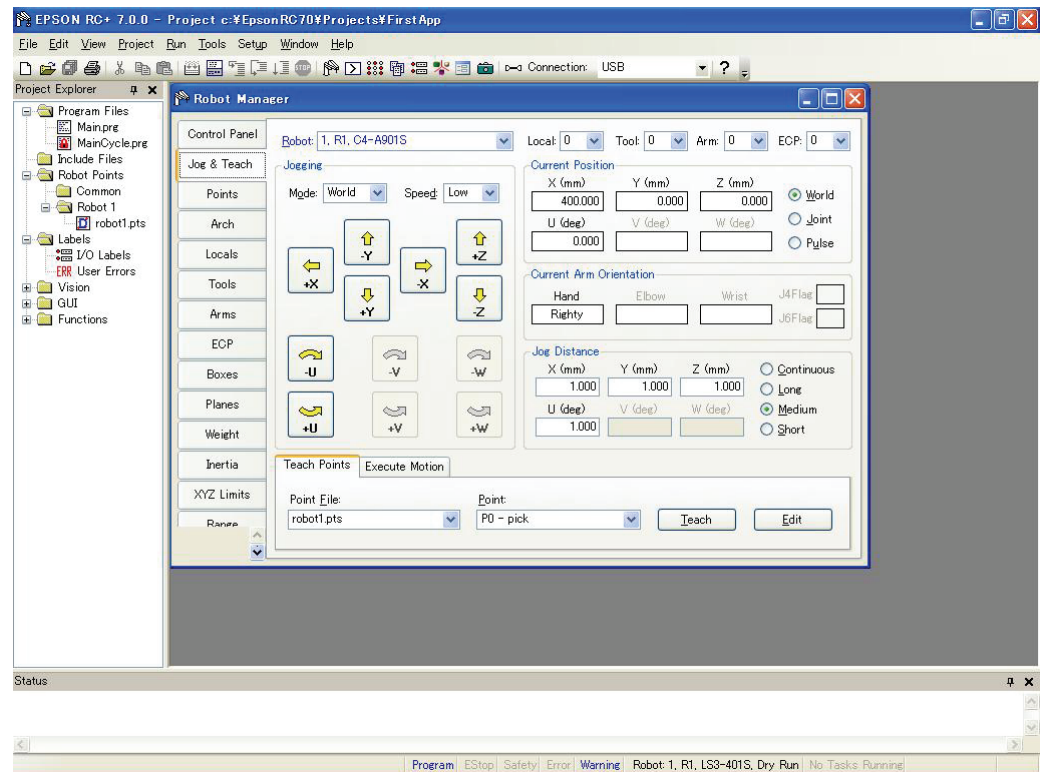 EPSON RC+ 7.0.0 - Project c:¥EpsonRC70¥Projects¥FirstApp
File Edit View Project Run Tools Setup Window Help
Connection: USB
Project Explorer
Program Files
Main.prg
MainCycle.prg
Include Files
Robot Points
Common
Robot 1
robot1.pts
Labels
I/O Labels
ERR User Errors
Vision
GUI
Functions
Robot Manager
Control Panel
Jog & Teach
Points
Arch
Locals
Tools
Arms
ECP
Boxes
Planes
Weight
Inertia
XYZ Limits
Range
Robot: 1, R1, C4-A901S Local: 0 Tool: 0 Arm: 0 ECP: 0
Jogging
Mode: World Speed: Low
-Y +Z
+X -X
+Y -Z
-U -V -W
+U +V +W
Current Position
X (mm) Y (mm) Z (mm)
400.000 0.000 0.000
U (deg) V (deg) W (deg)
0.000
World
Joint
Pulse
Current Arm Orientation
Hand Elbow Wrist J4Flag
Righty J6Flag
Jog Distance
X (mm) Y (mm) Z (mm)
1.000 1.000 1.000
U (deg) V (deg) W (deg)
1.000
Continuous
Long
Medium
Short
Teach Points Execute Motion
Point File: Point:
robot1.pts P0 - pick Teach Edit
Status
Program EStop Safety Error Warning Robot: 1, R1, LS3-401S, Dry Run No Tasks Running